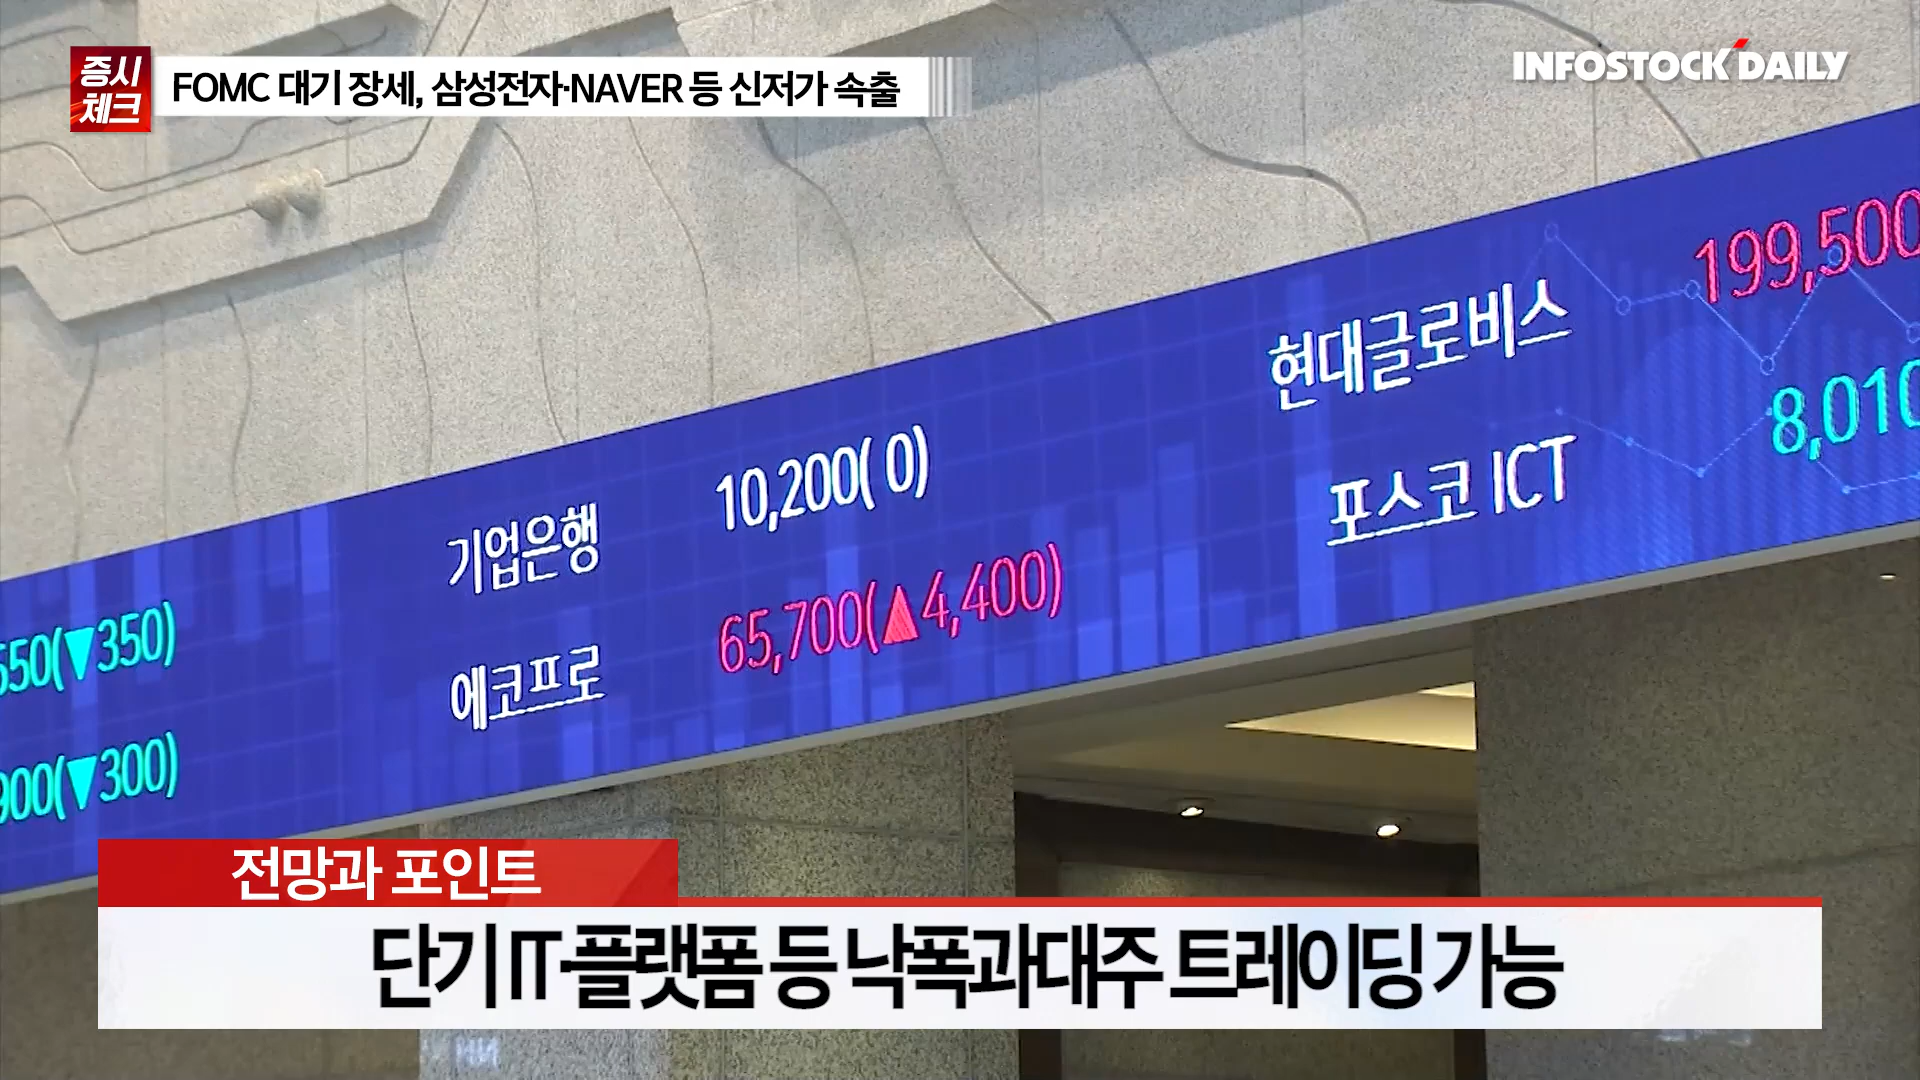 증시
체크
FOMC 대기 장세, 삼성전자·NAVER 등 신저가 속출
INFOSTOCK DAILY
현대글로비스 199,500
포스코 ICT 8,010
기업은행 10,200( 0)
에코프로 65,700(▲4,400)
550(▼350)
900(▼300)
전망과 포인트
단기 IT·플랫폼 등 낙폭과대주 트레이딩 가능